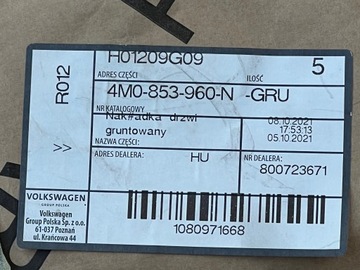 H01209G09
5
ADRES CZĘŚCI
ILOŚĆ
R012
4M0-853-960-N -GRU
NR KATALOGOWY
Nak#adka drzwi
gruntowany
08.10.2021
17:53:13
05.10.2021
NAZWA CZĘŚCI:
>>
ADRES DEALERA:
HU
NR DEALERA:
800723671
VOLKSWAGEN
GROUP POLSKA
Volkswagen
Group Polska Sp. z o.o.
61-037 Poznań
ul. Krańcowa 44
1080971668